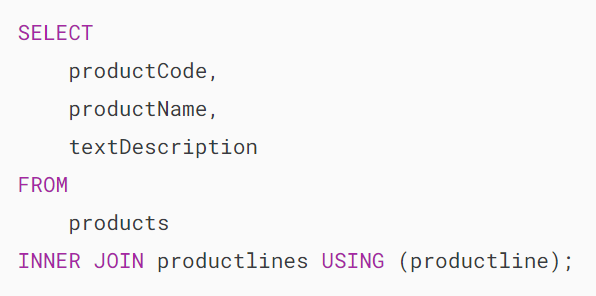 SELECT
    productCode,
    productName,
    textDescription
FROM
    products
INNER JOIN productlines USING (productline);